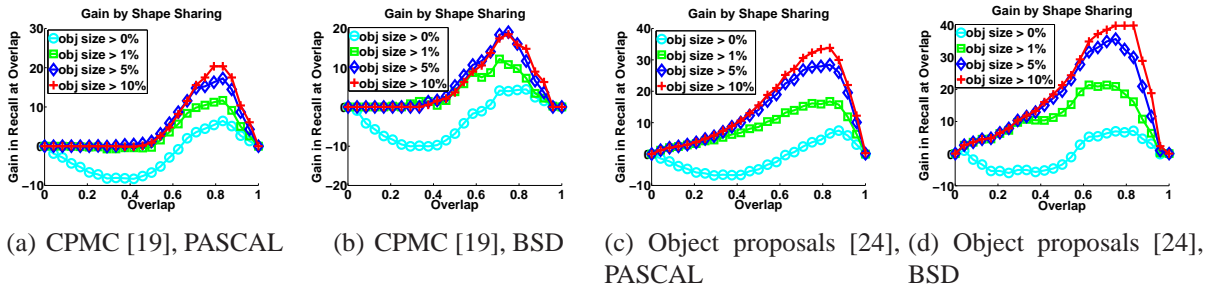 Gain by Shape Sharing
Gain in Recall at Overlap
30
20
10
0
−10
obj size > 0%
obj size > 1%
obj size > 5%
obj size > 10%
0 0.2 0.4 0.6 0.8 1
Overlap
(a) CPMC [19], PASCAL
Gain by Shape Sharing
Gain in Recall at Overlap
20
10
0
−10
−20
obj size > 0%
obj size > 1%
obj size > 5%
obj size > 10%
0 0.2 0.4 0.6 0.8 1
Overlap
(b) CPMC [19], BSD
Gain by Shape Sharing
Gain in Recall at Overlap
40
30
20
10
0
−10
obj size > 0%
obj size > 1%
obj size > 5%
obj size > 10%
0 0.2 0.4 0.6 0.8 1
Overlap
(c) Object proposals [24],
PASCAL
Gain by Shape Sharing
Gain in Recall at Overlap
40
30
20
10
0
−10
obj size > 0%
obj size > 1%
obj size > 5%
obj size > 10%
0 0.2 0.4 0.6 0.8 1
Overlap
(d) Object proposals [24],
BSD